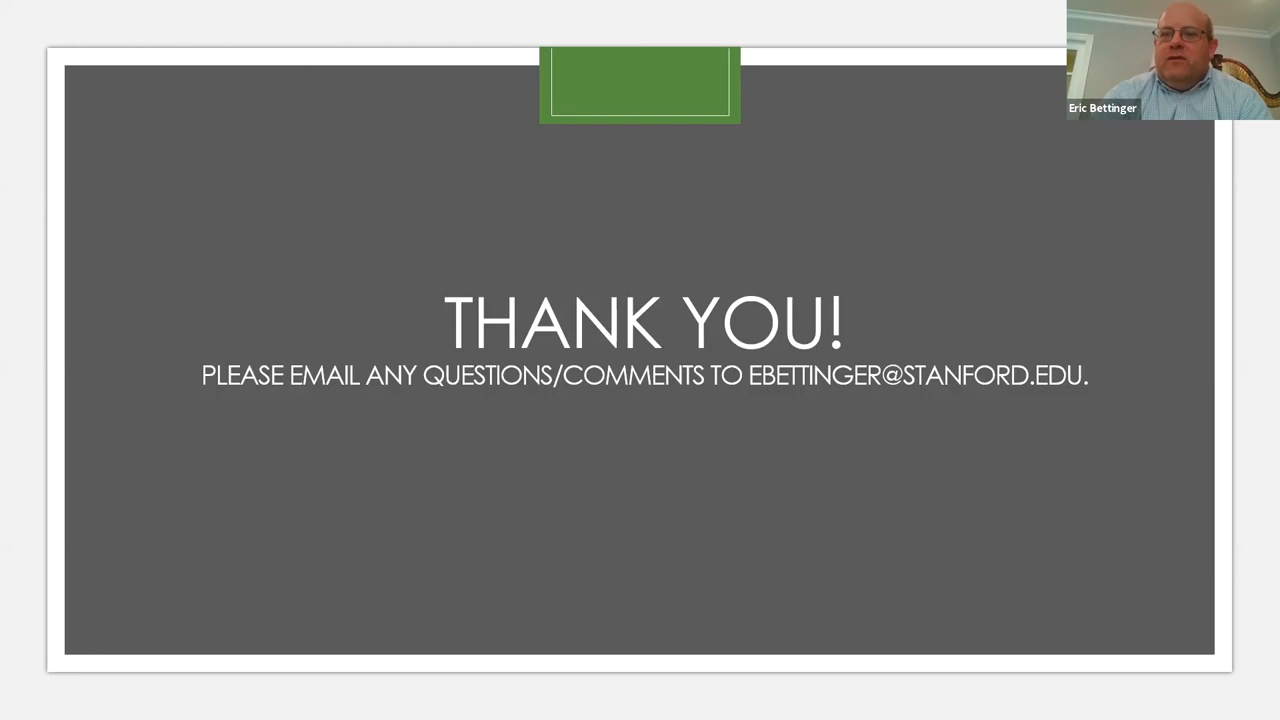 Eric Bettinger
THANK YOU!
PLEASE EMAIL ANY QUESTIONS/COMMENTS TO EBETTINGER@STANFORD.EDU.